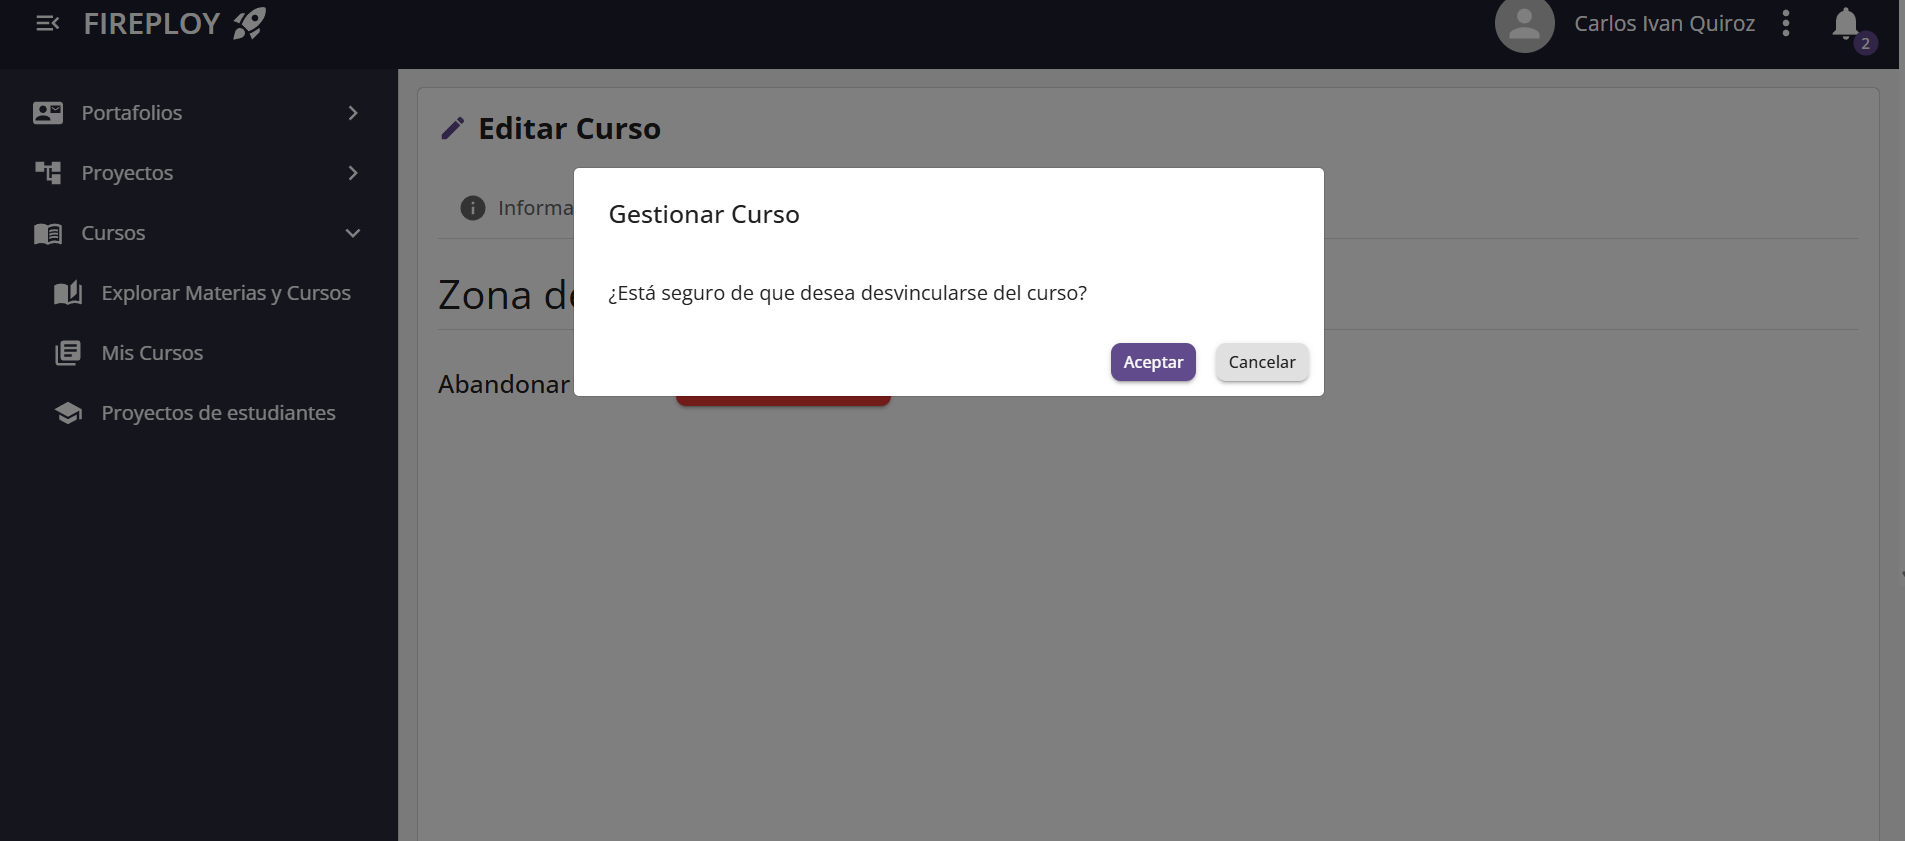 FIREPLOY
Carlos Ivan Quiroz
2
Portafolios
Proyectos
Cursos
Explorar Materias y Cursos
Mis Cursos
Proyectos de estudiantes
Editar Curso
Zona
Abandonar
Gestionar Curso
¿Está seguro de que desea desvincularse del curso?
Aceptar
Cancelar